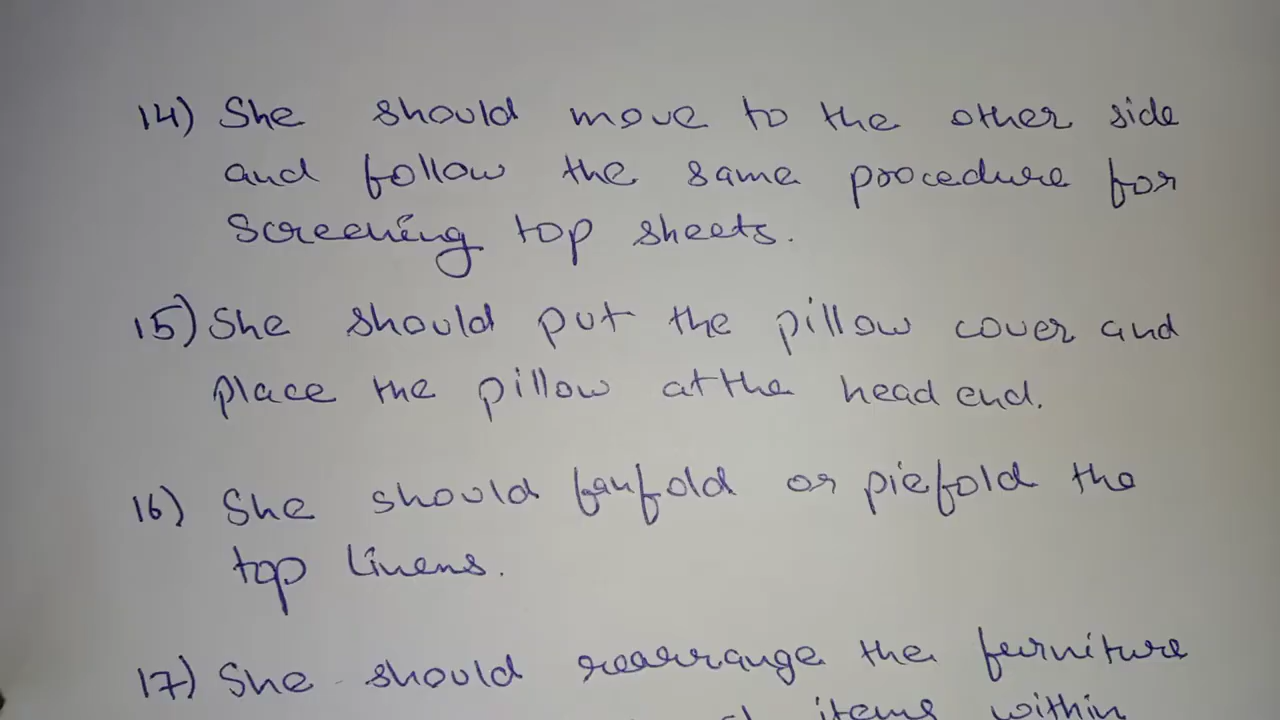 14) She should move to the other side
and follow the same procedure for
screening top sheets.
15) She should put the pillow cover and
place the pillow at the head end.
16) She should fanfold or piefold the
top linens.
17) She should rearrange the furniture
items within